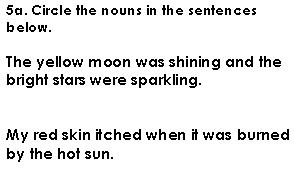 5a. Circle the nouns in the sentences
below.
The yellow moon was shining and the
bright stars were sparkling.
My red skin itched when it was burned
by the hot sun.